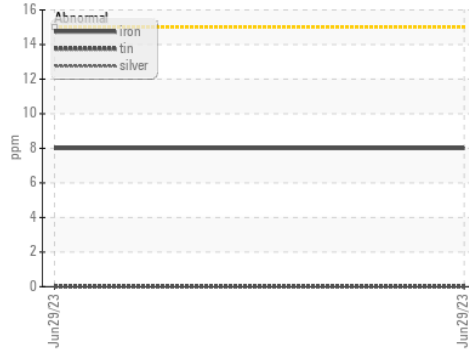 16
Abnormal
iron
14
tin
silver
12
10
ppm
8
6
4
2
0
Jun29/23
Jun29/23